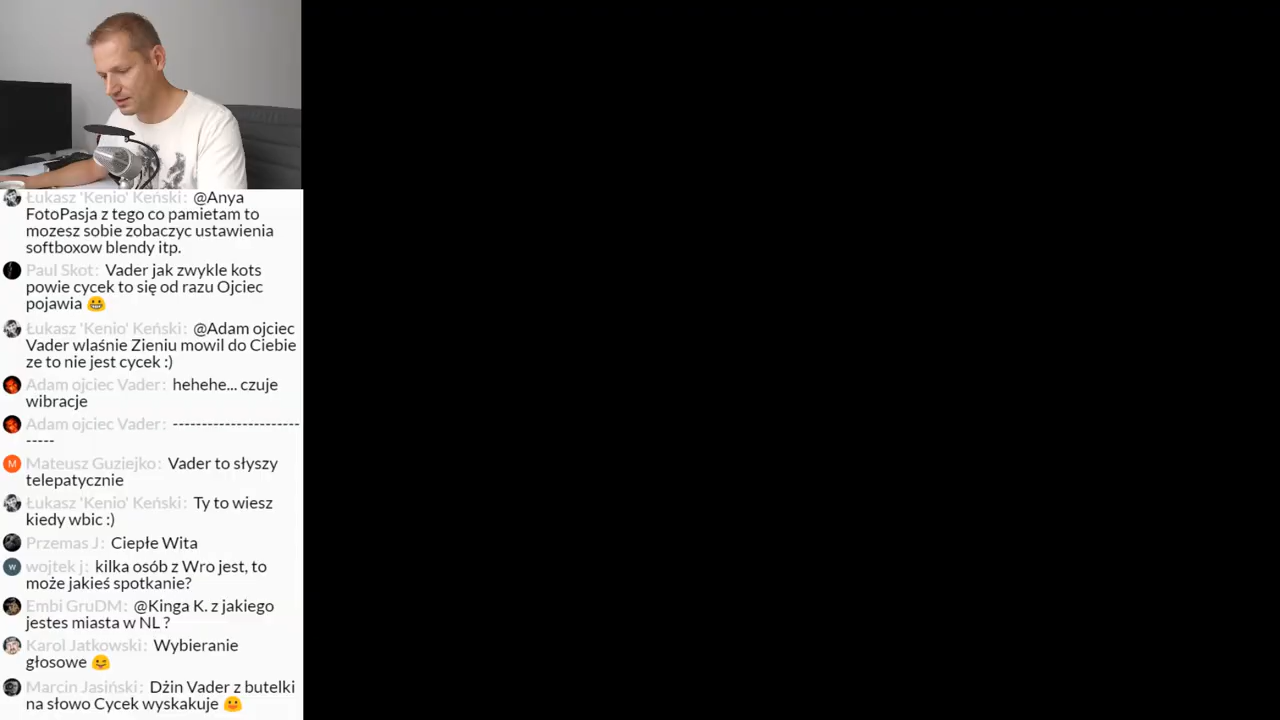 Łukasz 'Kenio' Keński: @Anya
FotoPasja z tego co pamietam to
mozesz sobie zobaczyc ustawienia
softboxow blendy itp.
Paul Skot: Vader jak zwykle kots
powie cycek to się od razu Ojciec
pojawia 😀
Łukasz 'Kenio' Keński: @Adam ojciec
Vader wlaśnie Zieniu mowil do Ciebie
ze to nie jest cycek :)
Adam ojciec Vader: hehehe... czuje
wibracje
Adam ojciec Vader: ----------------------
-----
M Mateusz Guziejko: Vader to słyszy
telepatycznie
Łukasz 'Kenio' Keński: Ty to wiesz
kiedy wbic :)
Przemas J: Ciepłe Wita
w wojtek j: kilka osób z Wro jest, to
może jakieś spotkanie?
Embi GruDM: @Kinga K. z jakiego
jestes miasta w NL ?
Karol Jatkowski: Wybieranie
głosowe 😜
Marcin Jasiński: Dżin Vader z butelki
na słowo Cycek wyskakuje 😛